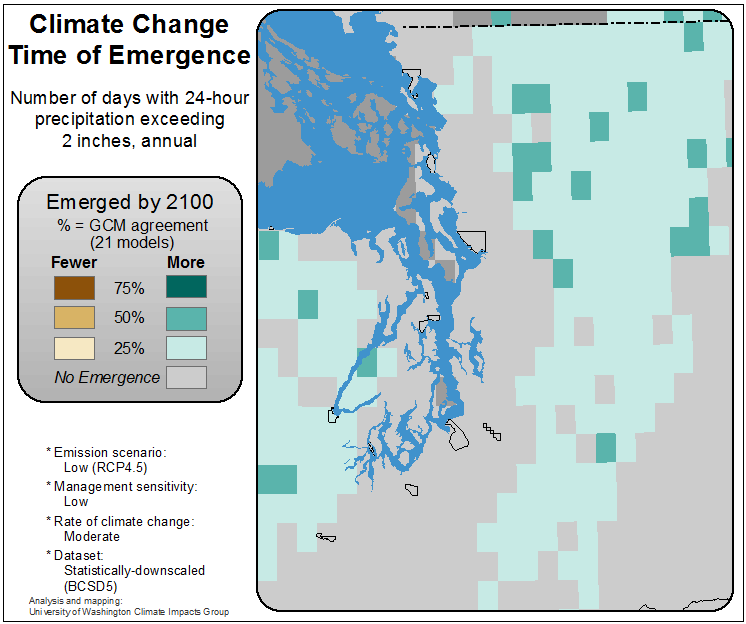 Climate Change
Time of Emergence
Number of days with 24-hour
precipitation exceeding
2 inches, annual
Emerged by 2100
% = GCM agreement
(21 models)
Fewer More
75%
50%
25%
No Emergence
* Emission scenario:
Low (RCP4.5)
* Management sensitivity:
Low
* Rate of climate change:
Moderate
* Dataset:
Statistically-downscaled
(BCSD5)
Analysis and mapping:
University of Washington Climate Impacts Group